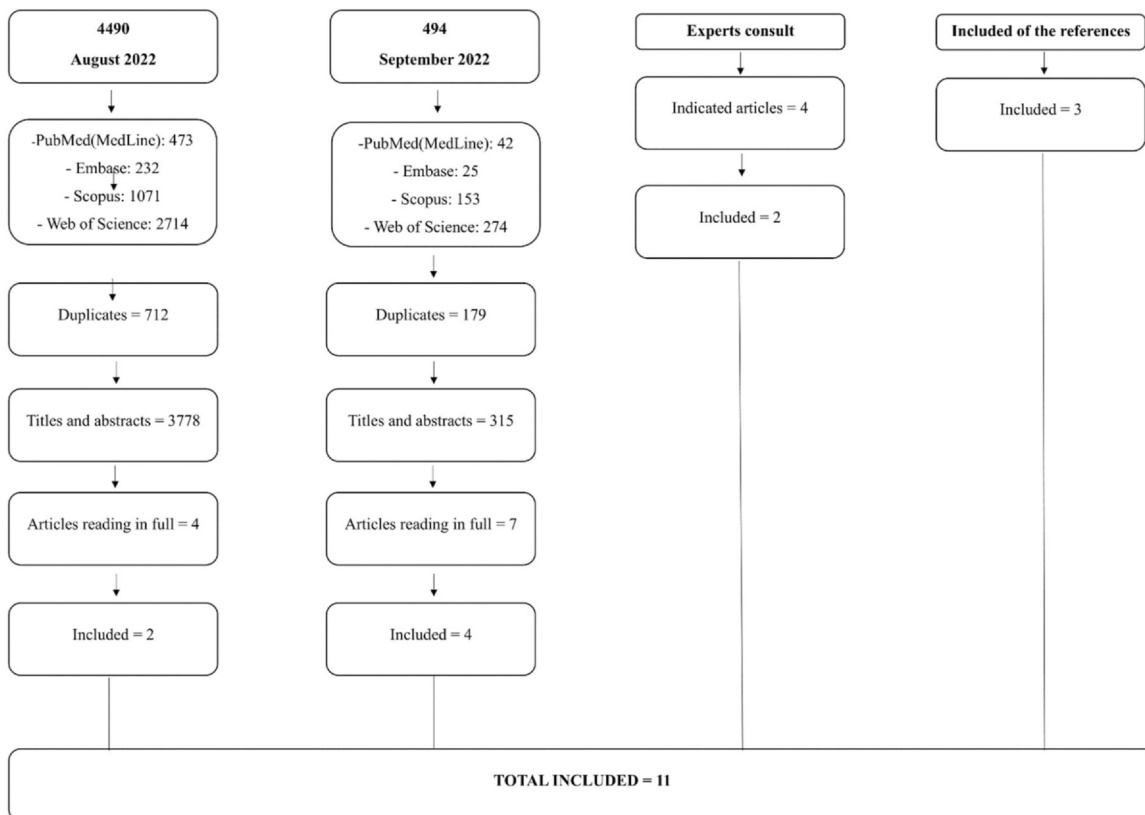 4490
August 2022
-PubMed(MedLine): 473
- Embase: 232
- Scopus: 1071
- Web of Science: 2714
Duplicates = 712
Titles and abstracts = 3778
Articles reading in full = 4
Included = 2
494
September 2022
-PubMed(MedLine): 42
- Embase: 25
- Scopus: 153
- Web of Science: 274
Duplicates = 179
Titles and abstracts = 315
Articles reading in full = 7
Included = 4
Experts consult
Indicated articles = 4
Included = 2
Included of the references
Included = 3
TOTAL INCLUDED = 11